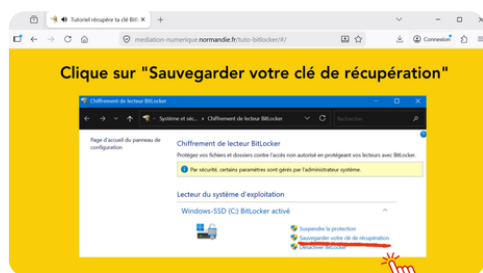 Tutoriel récupère ta clé Bitl
mediation-numerique.normandie.fr/tuto-bitlocker/#/
Connexion
Clique sur "Sauvegarder votre clé de récupération"
Chiffrement de lecteur BitLocker
Système et séc... > Chiffrement de lecteur BitLocker
Rechercher
Page d'accueil du panneau de
configuration
Chiffrement de lecteur BitLocker
Protégez vos fichiers et dossiers contre l'accès non autorisé en protégeant vos lecteurs avec BitLocker.
Par sécurité, certains paramètres sont gérés par l'administrateur système.
Lecteur du système d'exploitation
Windows-SSD (C:) BitLocker activé
Suspendre la protection
Sauvegarder votre clé de récupération
Désactiver BitLocker